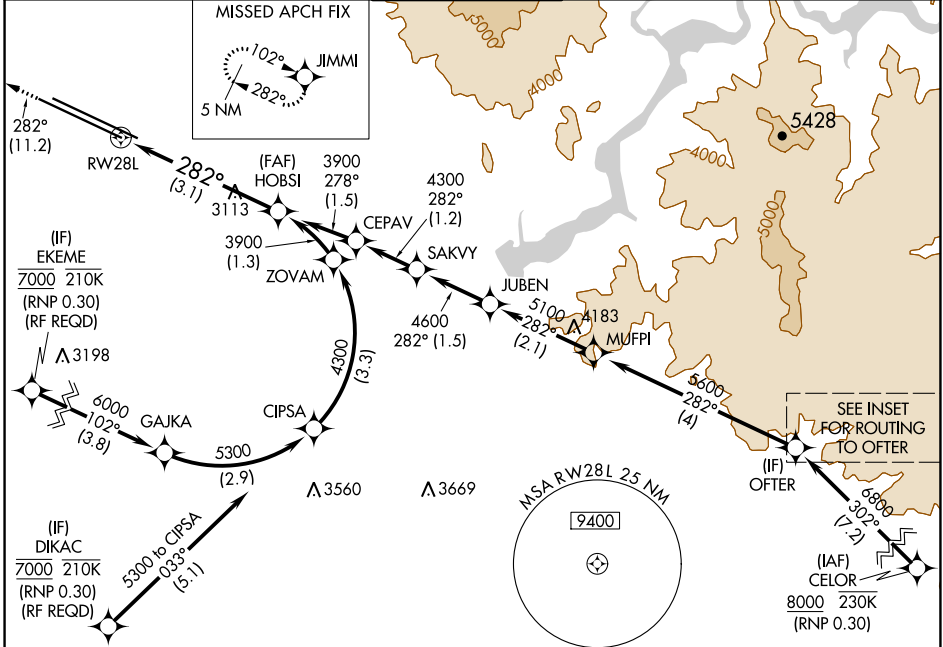 MISSED APCH FIX
102°
JIMMI
282°
5 NM
5000
4000
5428
4000
5000
282°
(11.2)
RW28L
282°
(3.1)
3113
(FAF)
HOBSI
3900
278°
(1.5)
CEPAV
4300
282°
(1.2)
SAKVY
3900
(1.3)
ZOVAM
JUBEN
4600
282° (1.5)
5100
282°
(2.1)
4183
MUFPI
5600
282°
(4)
SEE INSET
FOR ROUTING
TO OFTER
(IF)
OFTER
6800
302°
(7.2)
(IAF)
CELOR
8000 230K
(RNP 0.30)
(IF)
EKEME
7000 210K
(RNP 0.30)
(RF REQD)
3198
6000
102°
(3.8)
GAJKA
5300
(2.9)
CIPSA
4300
(3.3)
3560
3669
(IF)
DIKAC
7000 210K
(RNP 0.30)
(RF REQD)
5300 to CIPSA
033°
(5.1)
MSA RW28L 25 NM
9400